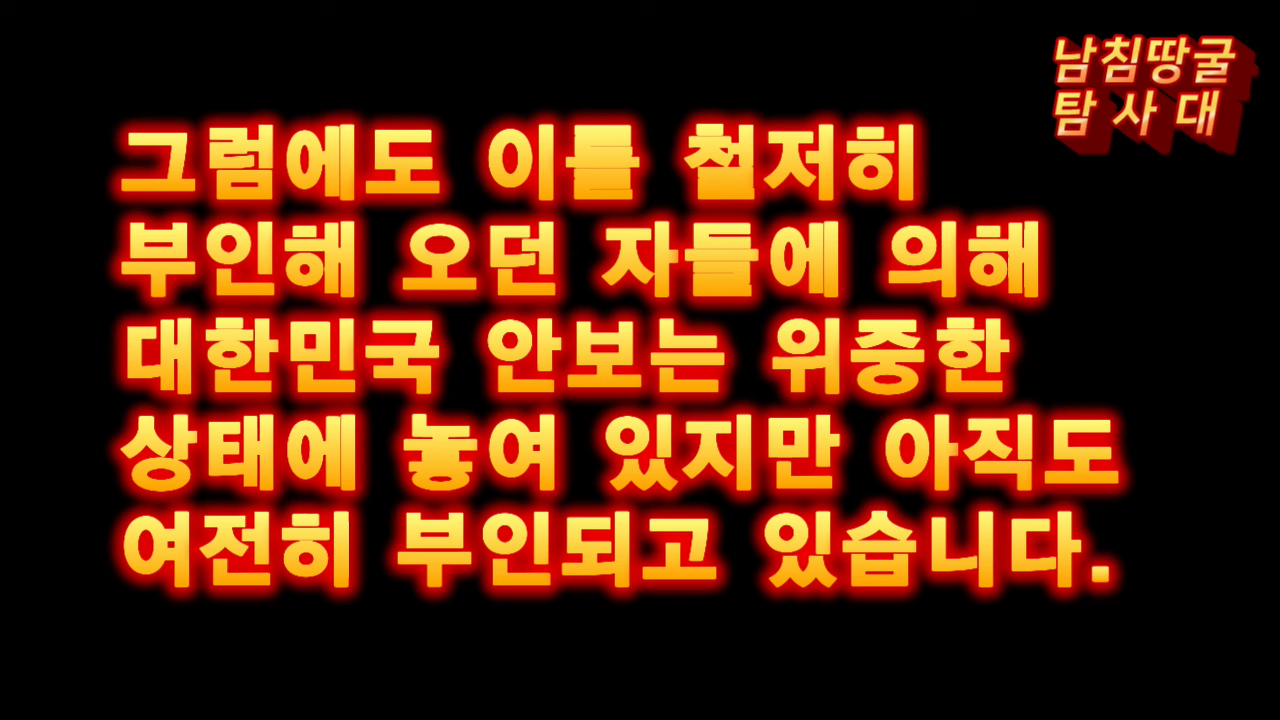 남침땅굴
탐사대
그럼에도 이를 철저히
부인해 오던 자들에 의해
대한민국 안보는 위중한
상태에 놓여 있지만 아직도
여전히 부인되고 있습니다.